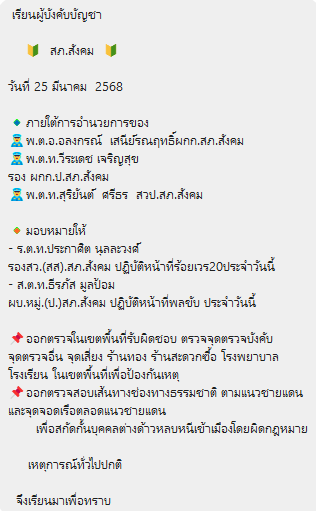 เรียนผู้บังคับบัญชา
🔰 สภ.สังคม 🔰
วันที่ 25 มีนาคม 2568
🔹ภายใต้การอำนวยการของ
👮พ.ต.อ.อลงกรณ์ เสนีย์รณฤทธิ์ผกก.สภ.สังคม
👮พ.ต.ท.วีระเดช เจริญสุข
รอง ผกก.ป.สภ.สังคม
👮พ.ต.ท.สุริยันต์ ศรีธร สวป.สภ.สังคม
🔸มอบหมายให้
- ร.ต.ท.ประกาศิต นุลละวงศ์
รองสว.(สส).สภ.สังคม ปฏิบัติหน้าที่ร้อยเวร20ประจำวันนี้
- ส.ต.ท.ธีรภัส มูลป้อม
ผบ.หมู่.(ป.)สภ.สังคม ปฏิบัติหน้าที่พลขับ ประจำวันนี้
📌ออกตรวจในเขตพื้นที่รับผิดชอบ ตรวจจุดตรวจบังคับ
จุดตรวจอื่น จุดเสี่ยง ร้านทอง ร้านสะดวกซื้อ โรงพยาบาล
โรงเรียน ในเขตพื้นที่เพื่อป้องกันเหตุ
📌ออกตรวจสอบเส้นทางช่องทางธรรมชาติ ตามแนวชายแดน
และจุดจอดเรือตลอดแนวชายแดน
เพื่อสกัดกั้นบุคคลต่างด้าวหลบหนีเข้าเมืองโดยผิดกฎหมาย
เหตุการณ์ทั่วไปปกติ
จึงเรียนมาเพื่อทราบ